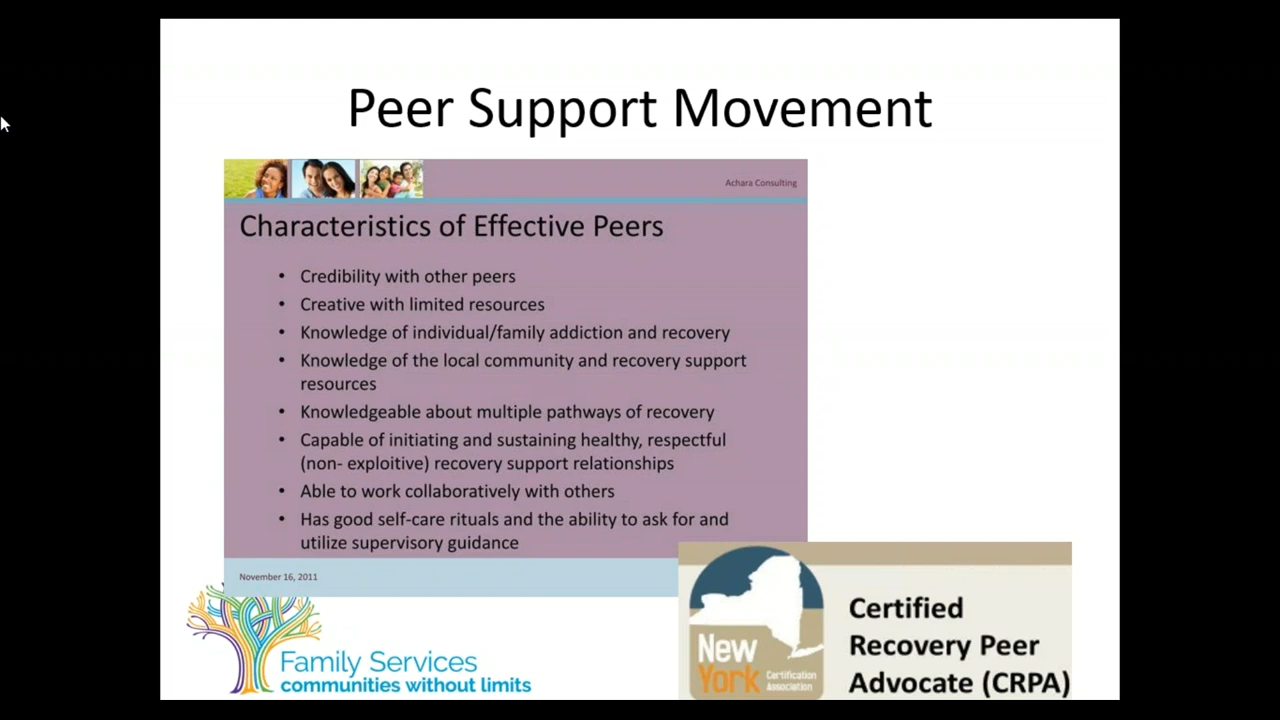 Peer Support Movement
Achara Consulting
Characteristics of Effective Peers
• Credibility with other peers
• Creative with limited resources
• Knowledge of individual/family addiction and recovery
• Knowledge of the local community and recovery support
resources
• Knowledgeable about multiple pathways of recovery
• Capable of initiating and sustaining healthy, respectful
(non- exploitive) recovery support relationships
• Able to work collaboratively with others
• Has good self-care rituals and the ability to ask for and
utilize supervisory guidance
November 16, 2011
Family Services
communities without limits
New
York
Certification
Association
Certified
Recovery Peer
Advocate (CRPA)